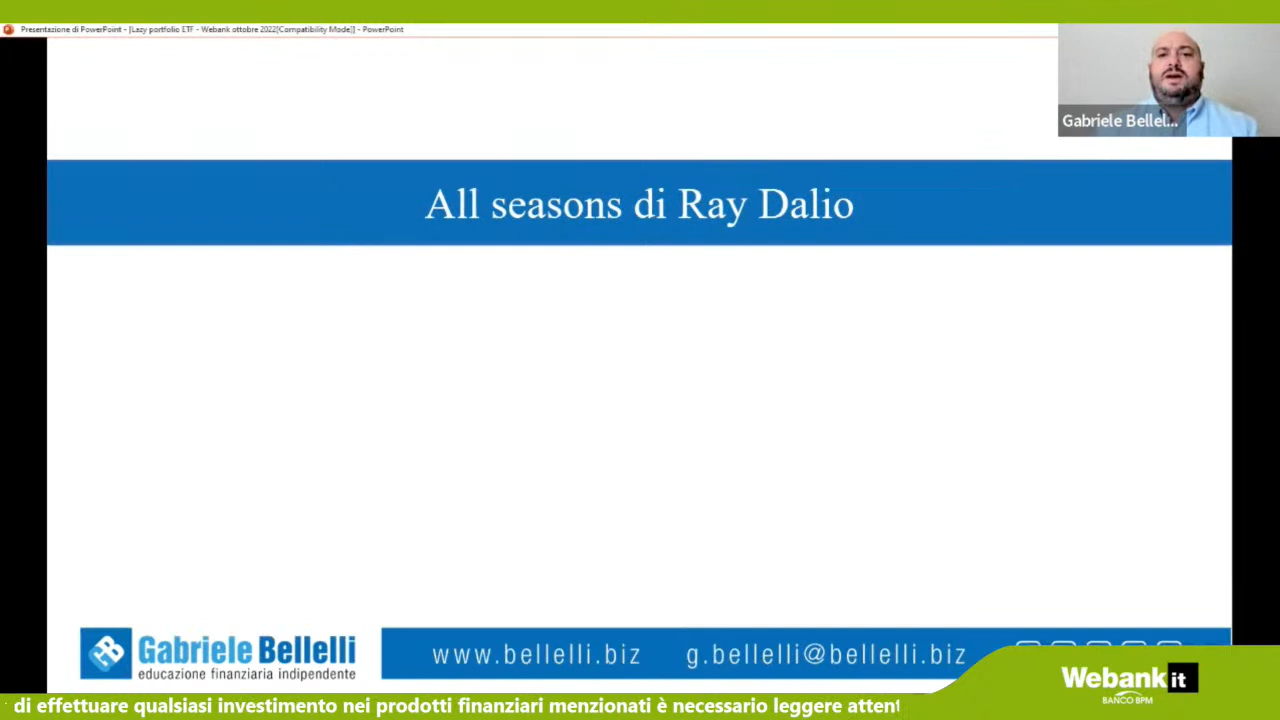 Presentazione di PowerPoint - [Lazy portfolio ETF - Webank ottobre 2022[Compatibility Mode]] - PowerPoint
Gabriele Bellel...
All seasons di Ray Dalio
Gabriele Bellelli
educazione finanziaria indipendente
www.bellelli.biz g.bellelli@bellelli.biz
Webank it
BANCO BPM
di effettuare qualsiasi investimento nei prodotti finanziari menzionati è necessario leggere attent